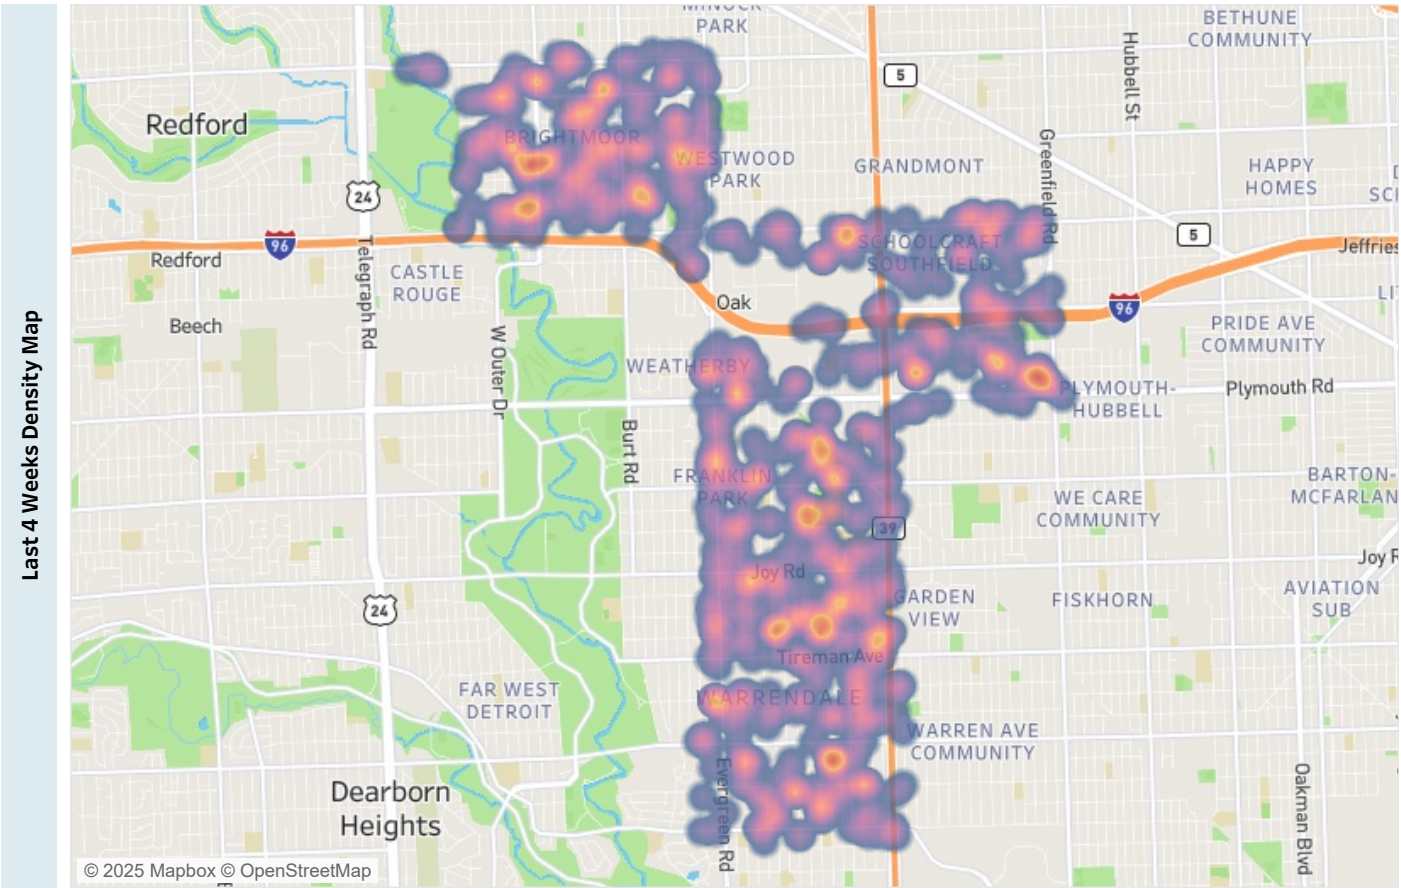 Last 4 Weeks Density Map
PARK
BETHUNE
COMMUNITY
Hubbell St
5
Redford
BRIGHTMOOR
WESTWOOD
PARK
GRANDMONT
Greenfield Rd
HAPPY
HOMES
24
5
96
Redford
Telegraph Rd
CASTLE
ROUGE
SCHOOLCRAFT
SOUTHFIELD
Jeffries
Oak
96
LI
Beech
PRIDE AVE
COMMUNITY
W Outer Dr
WEATHERBY
PLYMOUTH-
HUBBELL
Plymouth Rd
Burt Rd
FRANKLIN
PARK
WE CARE
COMMUNITY
BARTON-
MCFARLAN
39
Joy Rd
Joy R
24
GARDEN
VIEW
FISKHORN
AVIATION
SUB
Tireman Ave
FAR WEST
DETROIT
WARRENDALE
WARREN AVE
COMMUNITY
Dearborn
Heights
Evergreen Rd
Oakman Blvd
© 2025 Mapbox © OpenStreetMap